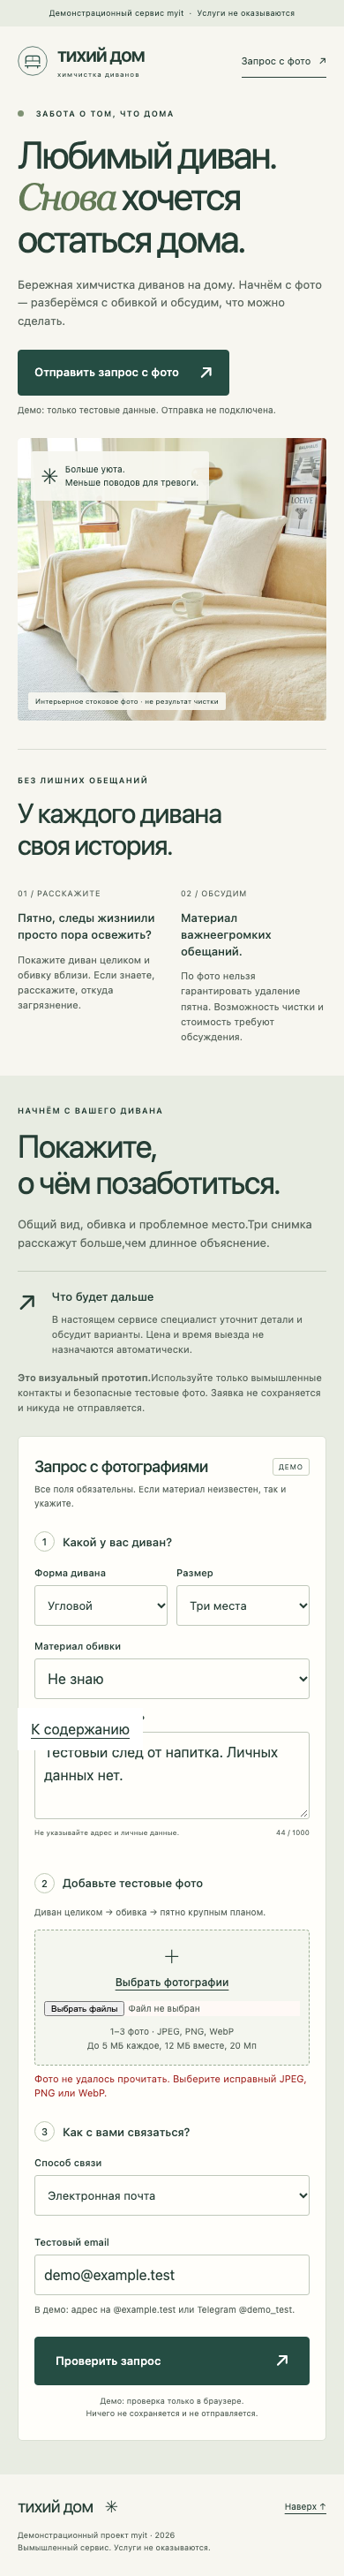 Демонстрационный сервис myit · Услуги не оказываются
ТИХИЙ ДОМ
ХИМЧИСТКА ДИВАНОВ
Запрос с фото ↗
ЗАБОТА О ТОМ, ЧТО ДОМА
Любимый диван.
Снова хочется
остаться дома.
Бережная химчистка диванов на дому. Начнём с фото
— разберёмся с обивкой и обсудим, что можно
сделать.
Отправить запрос с фото ↗
Демо: только тестовые данные. Отправка не подключена.
Больше уюта.
Меньше поводов для тревоги.
LOEWE
Интерьерное стоковое фото · не результат чистки
БЕЗ ЛИШНИХ ОБЕЩАНИЙ
У каждого дивана
своя история.
01 / РАССКАЖИТЕ
Пятно, следы жизниили
просто пора освежить?
Покажите диван целиком и
обивку вблизи. Если знаете,
расскажите, откуда
загрязнение.
02 / ОБСУДИМ
Материал
важнеегромких
обещаний.
По фото нельзя
гарантировать удаление
пятна. Возможность чистки и
стоимость требуют
обсуждения.
НАЧНЁМ С ВАШЕГО ДИВАНА
Покажите,
о чём позаботиться.
Общий вид, обивка и проблемное место.Три снимка
расскажут больше,чем длинное объяснение.
↗ Что будет дальше
В настоящем сервисе специалист уточнит детали и
обсудит варианты. Цена и время выезда не
назначаются автоматически.
Это визуальный прототип.Используйте только вымышленные
контакты и безопасные тестовые фото. Заявка не сохраняется
и никуда не отправляется.
Запрос с фотографиями
ДЕМО
Все поля обязательны. Если материал неизвестен, так и
укажите.
1 Какой у вас диван?
Форма дивана
Размер
Угловой
Три места
Материал обивки
Не знаю
К содержанию
Тестовый след от напитка. Личных
данных нет.
Не указывайте адрес и личные данные.
44 / 1000
2 Добавьте тестовые фото
Диван целиком → обивка → пятно крупным планом.
Выбрать фотографии
Выбрать файлы Файл не выбран
1–3 фото · JPEG, PNG, WebP
До 5 МБ каждое, 12 МБ вместе, 20 Мп
Фото не удалось прочитать. Выберите исправный JPEG,
PNG или WebP.
3 Как с вами связаться?
Способ связи
Электронная почта
Тестовый email
demo@example.test
В демо: адрес на @example.test или Telegram @demo_test.
Проверить запрос ↗
Демо: проверка только в браузере.
Ничего не сохраняется и не отправляется.
ТИХИЙ ДОМ
Наверх ↑
Демонстрационный проект myit · 2026
Вымышленный сервис. Услуги не оказываются.